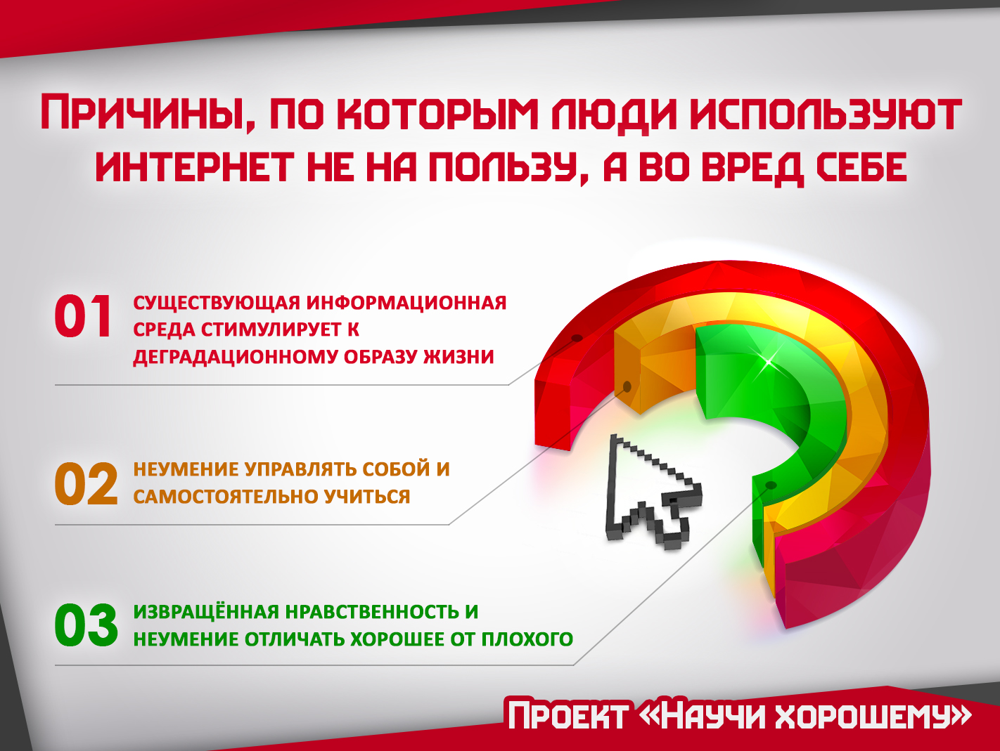 Причины, по которым люди используют
интернет не на пользу, а во вред себе
01
СУЩЕСТВУЮЩАЯ ИНФОРМАЦИОННАЯ
СРЕДА СТИМУЛИРУЕТ К
ДЕГРАДАЦИОННОМУ ОБРАЗУ ЖИЗНИ
02
НЕУМЕНИЕ УПРАВЛЯТЬ СОБОЙ И
САМОСТОЯТЕЛЬНО УЧИТЬСЯ
03
ИЗВРАЩЁННАЯ НРАВСТВЕННОСТЬ И
НЕУМЕНИЕ ОТЛИЧАТЬ ХОРОШЕЕ ОТ ПЛОХОГО
Проект «Научи хорошему»